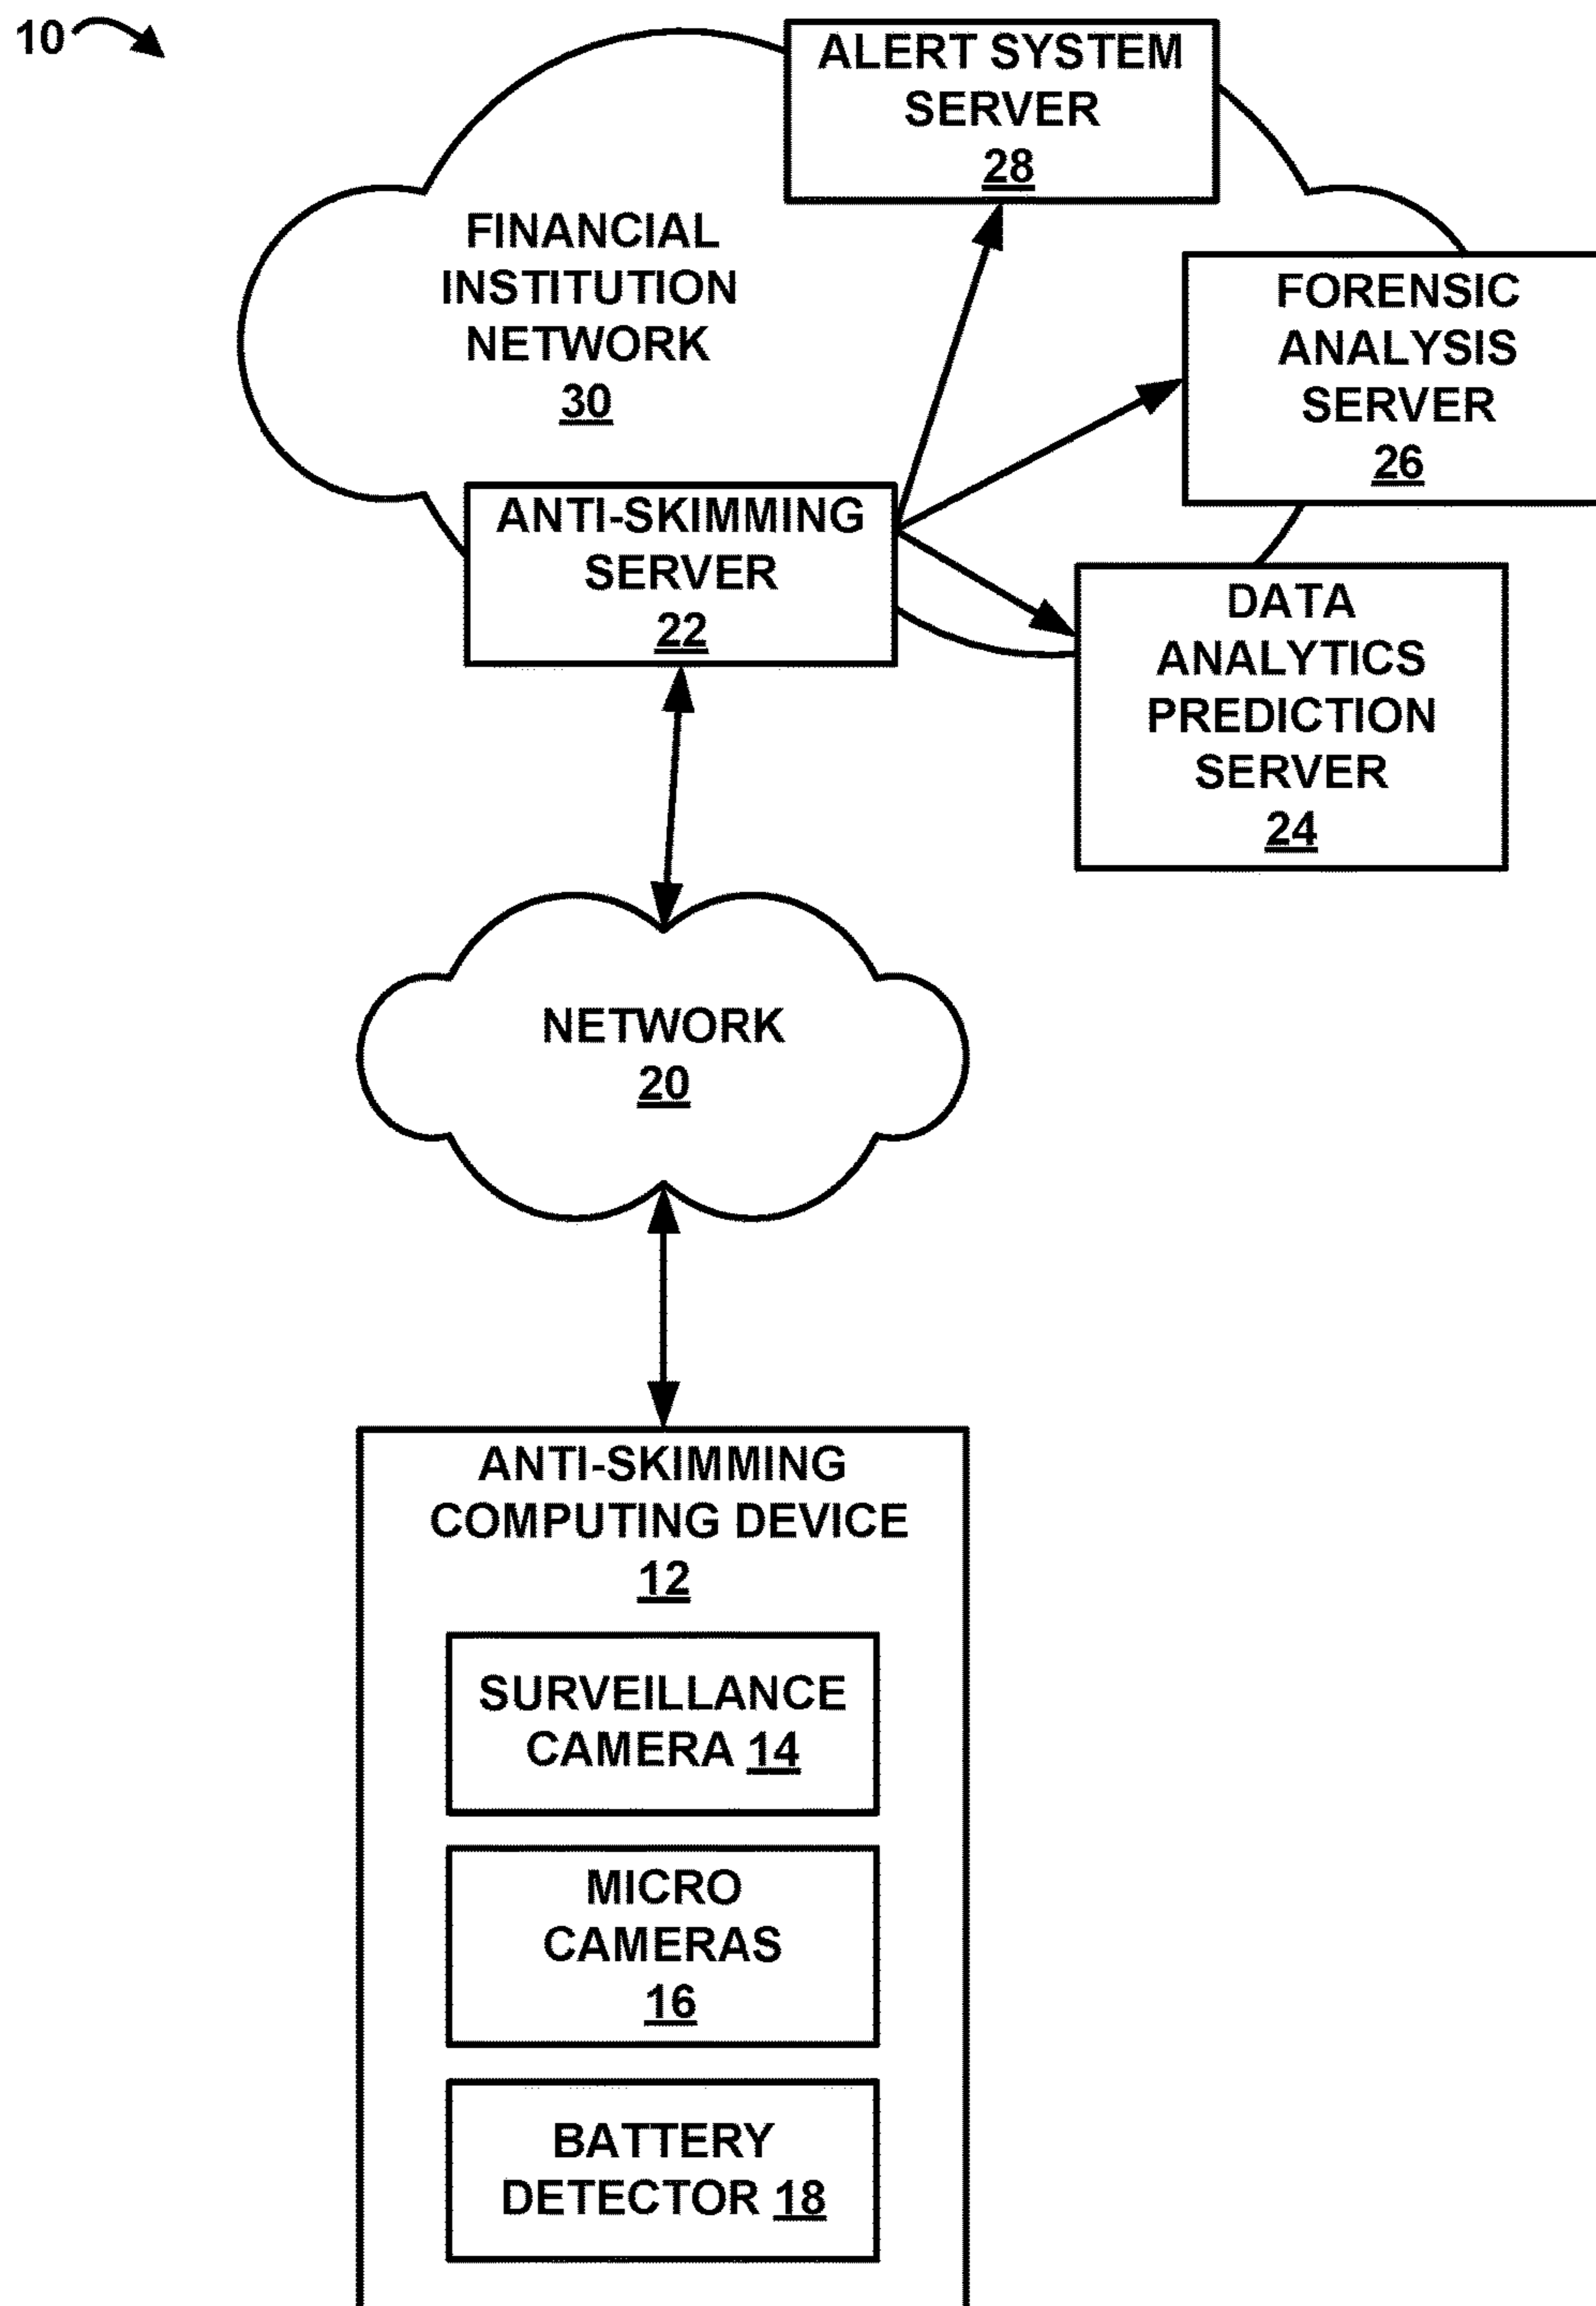 10
ALERT SYSTEM
SERVER
28
FINANCIAL
INSTITUTION
NETWORK
30
FORENSIC
ANALYSIS
SERVER
26
ANTI-SKIMMING
SERVER
22
DATA
ANALYTICS
PREDICTION
SERVER
24
NETWORK
20
ANTI-SKIMMING
COMPUTING DEVICE
12
SURVEILLANCE
CAMERA 14
MICRO
CAMERAS
16
BATTERY
DETECTOR 18